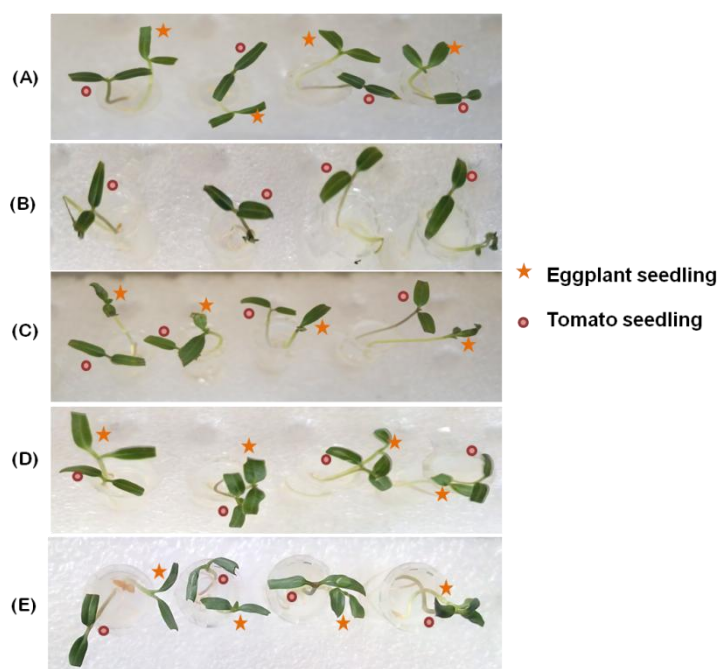 (A)
(B)
Eggplant seedling
Tomato seedling
(C)
(D)
(E)